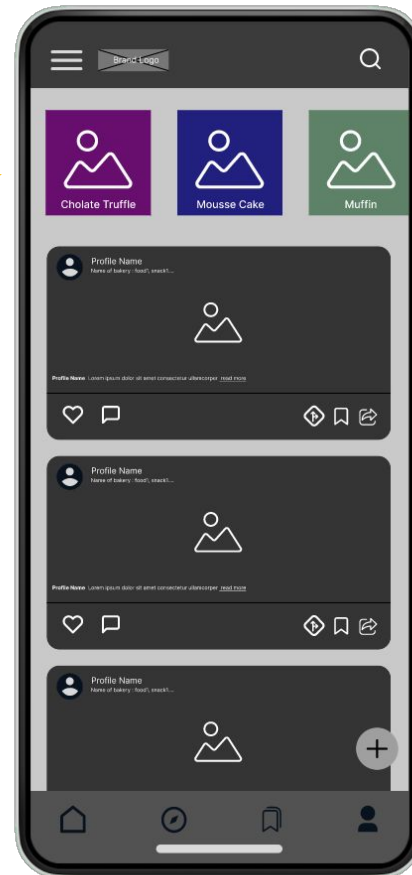 Brand Logo
Cholate Truffle
Mousse Cake
Muffin
Profile Name
Name of bakery : food1, snack1...
Profile Name Lorem ipsum dolor sit amet consectetur ullamcorper read more
Profile Name
Name of bakery : food1, snack1...
Profile Name Lorem ipsum dolor sit amet consectetur ullamcorper read more
Profile Name
Name of bakery : food1, snack1...